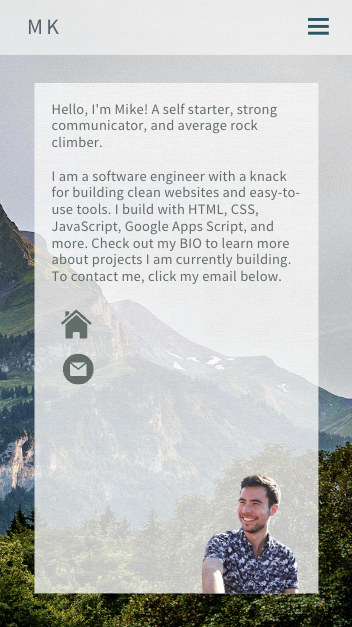 M K
Hello, I'm Mike! A self starter, strong
communicator, and average rock
climber.
I am a software engineer with a knack
for building clean websites and easy-to-
use tools. I build with HTML, CSS,
JavaScript, Google Apps Script, and
more. Check out my BIO to learn more
about projects I am currently building.
To contact me, click my email below.